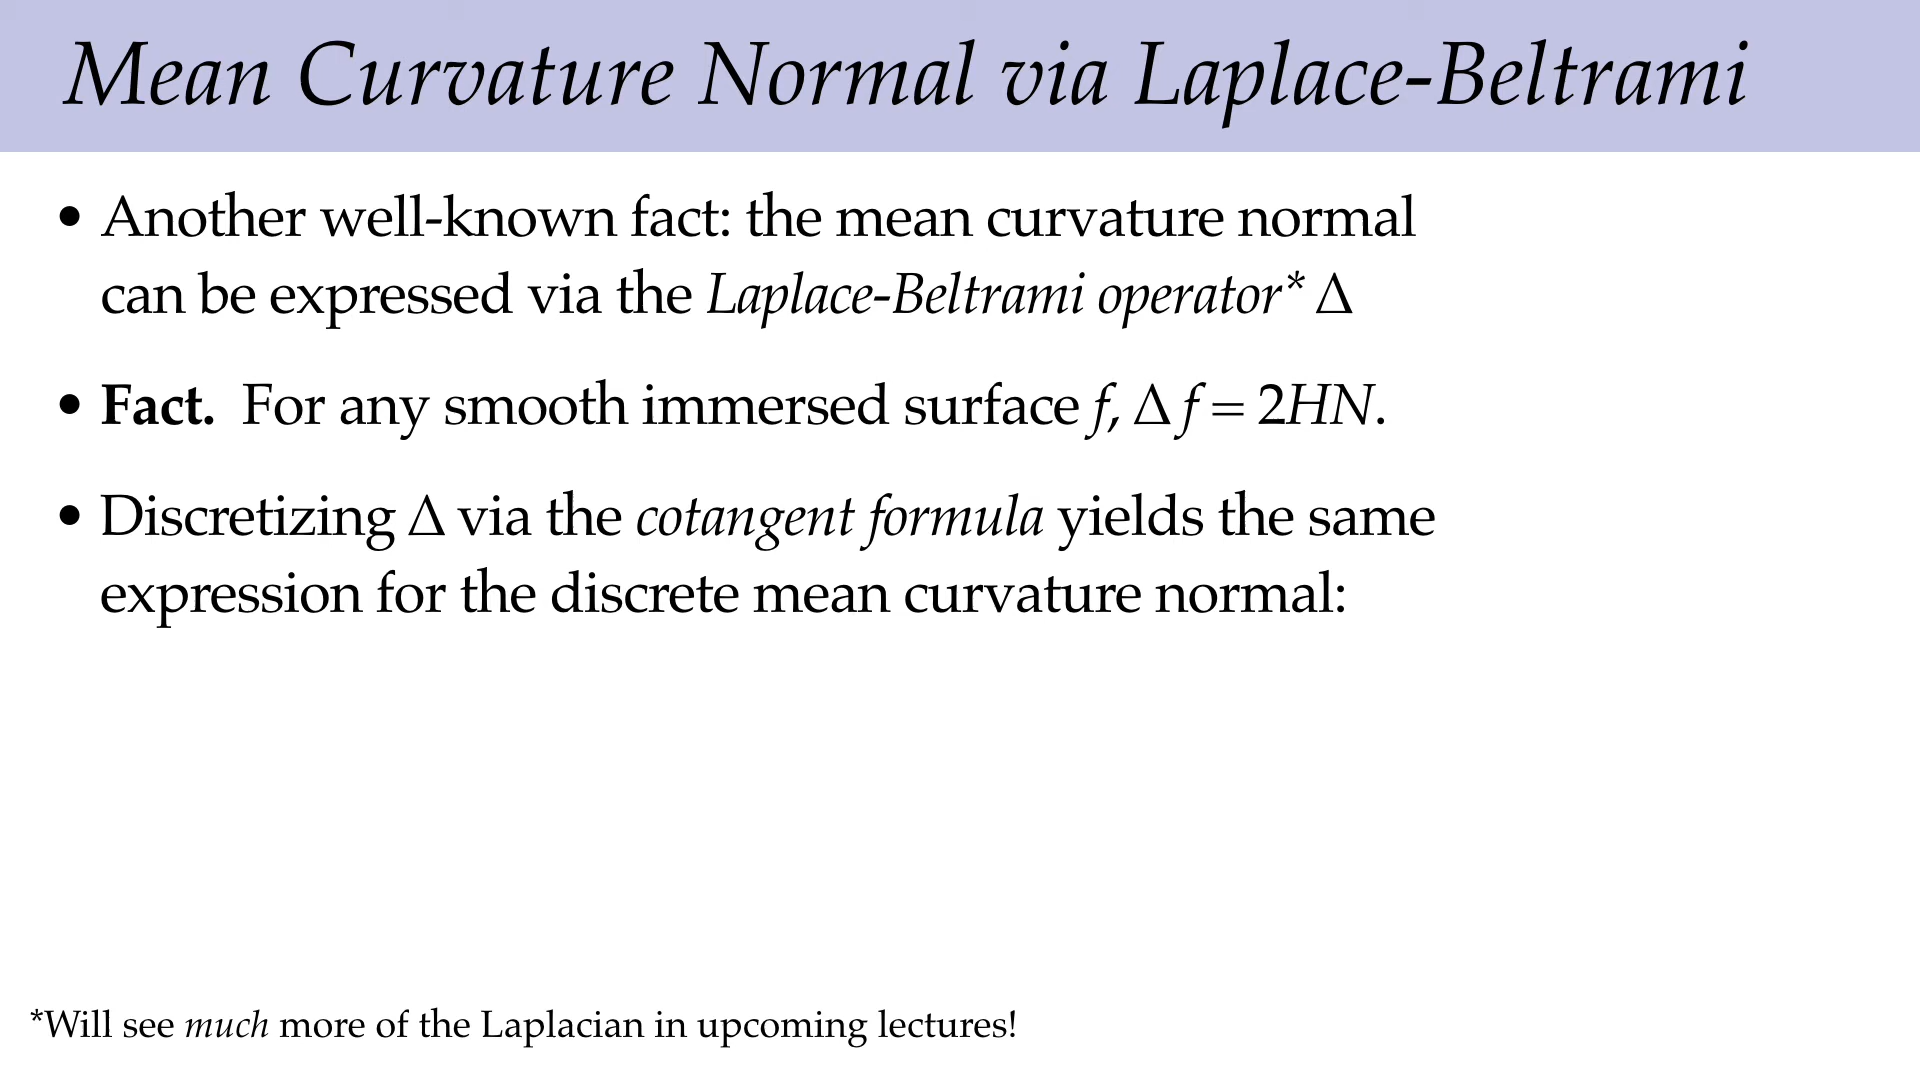 Mean Curvature Normal via Laplace-Beltrami
• Another well-known fact: the mean curvature normal
can be expressed via the Laplace-Beltrami operator* Δ
• Fact. For any smooth immersed surface f, Δ f = 2HN.
• Discretizing Δ via the cotangent formula yields the same
expression for the discrete mean curvature normal:
*Will see much more of the Laplacian in upcoming lectures!